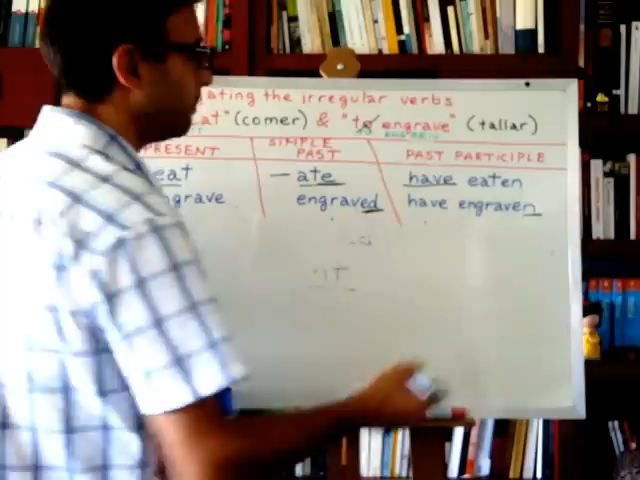 ating the irregular verbs
at" (comer) & "to engrave" (tallar)
PRESENT SIMPLE PAST PAST PARTICIPLE
eat – ate have eaten
ngrave engraved have engraven